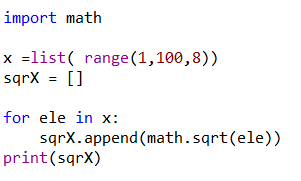 import math
x =list( range(1,100,8))
sqrX = []
for ele in x:
    sqrX.append(math.sqrt(ele))
print(sqrX)